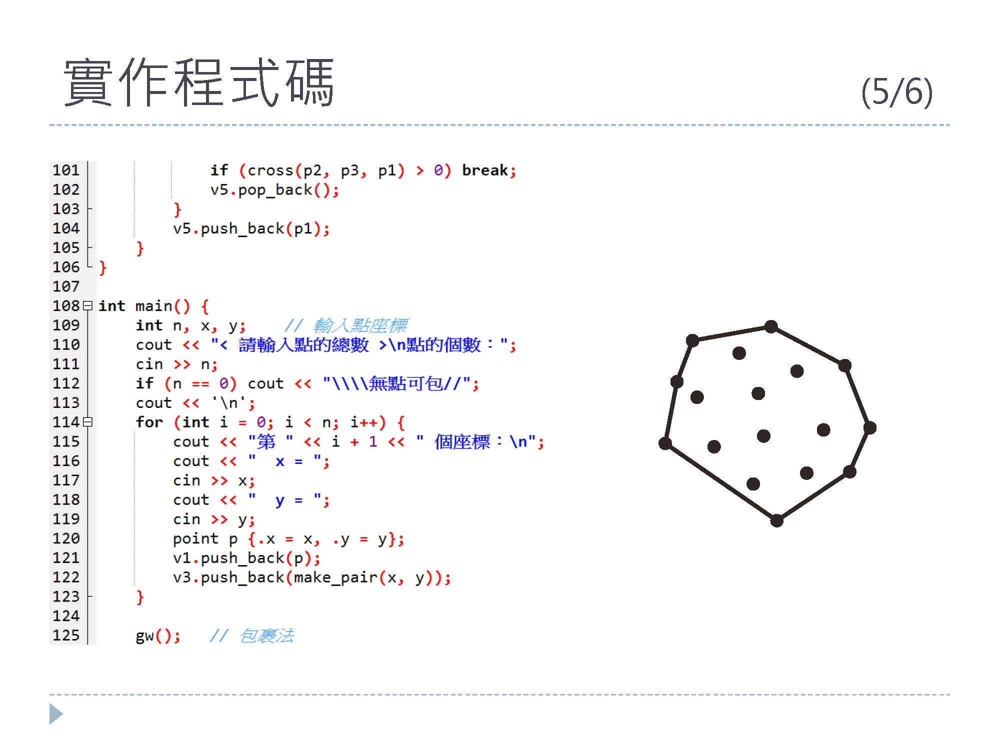 實作程式碼 (5/6)
101 if (cross(p2, p3, p1) > 0) break;
102 v5.pop_back();
103 }
104 v5.push_back(p1);
105 }
106 }
107
108 int main() {
109 int n, x, y; // 輸入點座標
110 cout << "< 請輸入點的總數 >\n點的個數：";
111 cin >> n;
112 if (n == 0) cout << "\\\\無點可包//";
113 cout << '\n';
114 for (int i = 0; i < n; i++) {
115 cout << "第 " << i + 1 << " 個座標：\n";
116 cout << "  x = ";
117 cin >> x;
118 cout << "  y = ";
119 cin >> y;
120 point p {.x = x, .y = y};
121 v1.push_back(p);
122 v3.push_back(make_pair(x, y));
123 }
124
125 gw(); // 包裹法